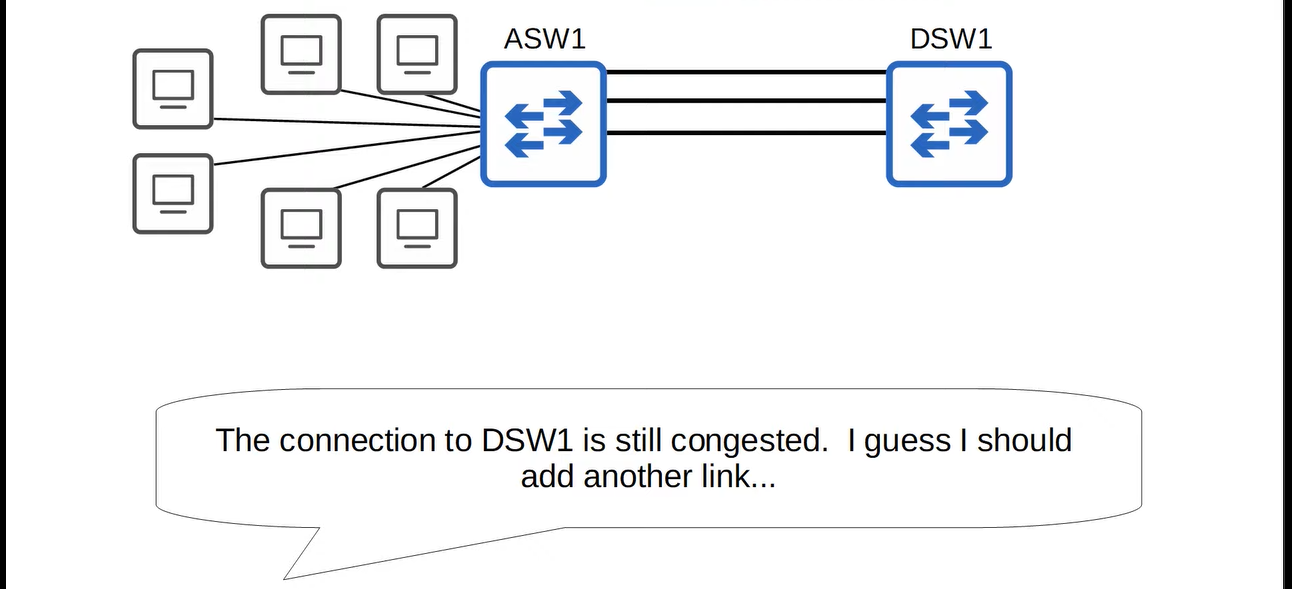 ASW1
DSW1
The connection to DSW1 is still congested.  I guess I should
add another link...